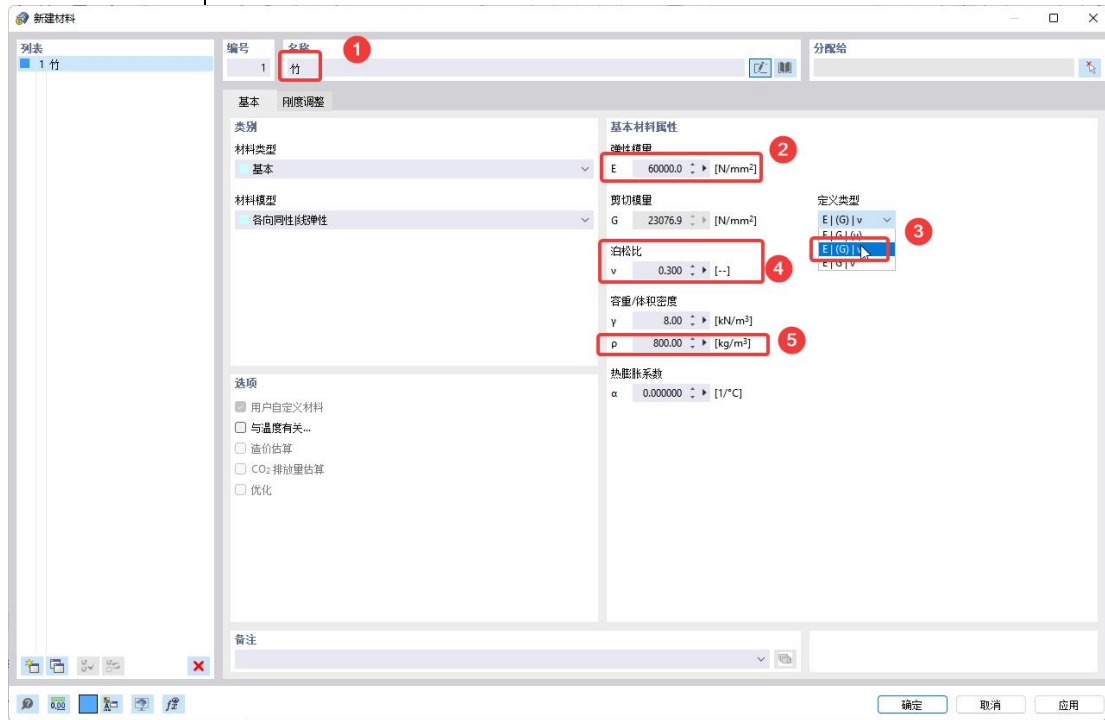 新建材料
列表
1 竹
编号
1
名称
竹
1
分配给
基本 刚度调整
类别
材料类型
基本
材料模型
各向同性|线弹性
选项
用户自定义材料
与温度有关...
造价估算
CO2 排放量估算
优化
基本材料属性
弹性模量
2
E 60000.0 [N/mm²]
剪切模量
G 23076.9 [N/mm²]
泊松比
ν 0.300 [--]
4
容重/体积密度
γ 8.00 [kN/m³]
ρ 800.00 [kg/m³]
5
热膨胀系数
α 0.000000 [1/°C]
定义类型
E | (G) | ν
E | G | (ν)
3
E | (G) | ν
E | G | ν
备注
确定 取消 应用